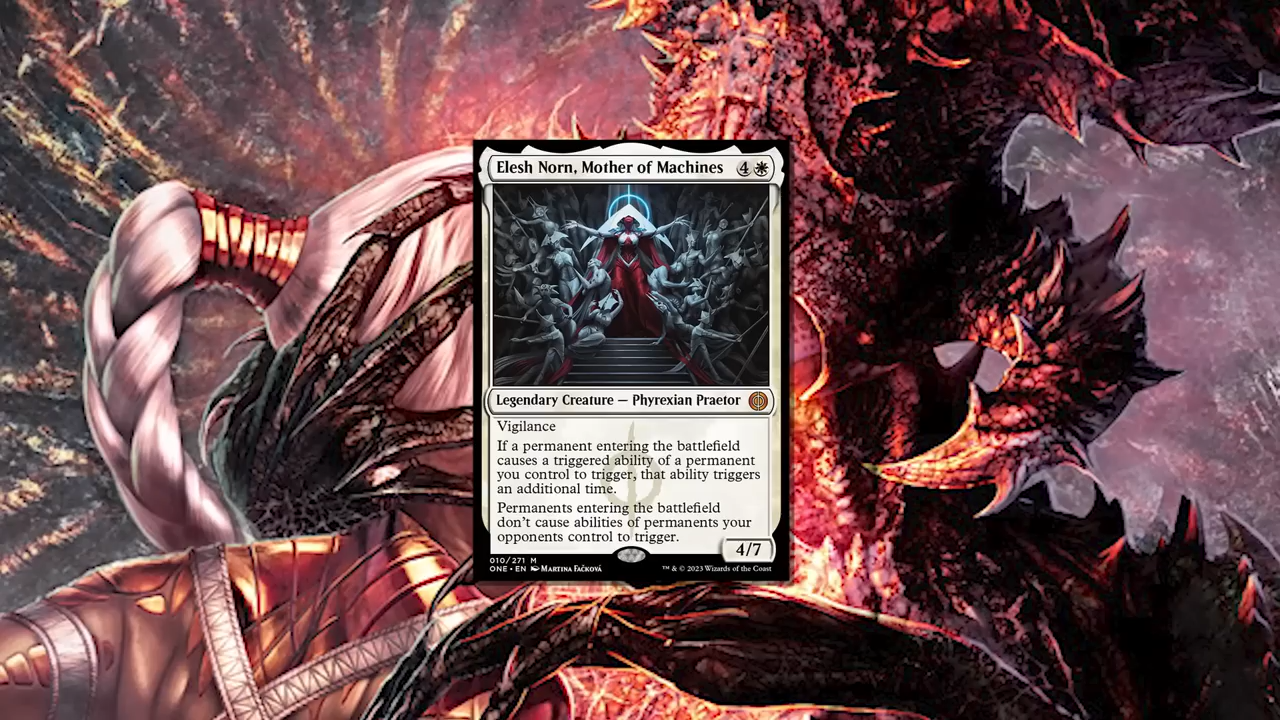 Elesh Norn, Mother of Machines 4
Legendary Creature — Phyrexian Praetor
Vigilance
If a permanent entering the battlefield
causes a triggered ability of a permanent
you control to trigger, that ability triggers
an additional time.
Permanents entering the battlefield
don't cause abilities of permanents your
opponents control to trigger.
4/7
010/271 M
ONE • EN Martina Fačková
™ & © 2023 Wizards of the Coast